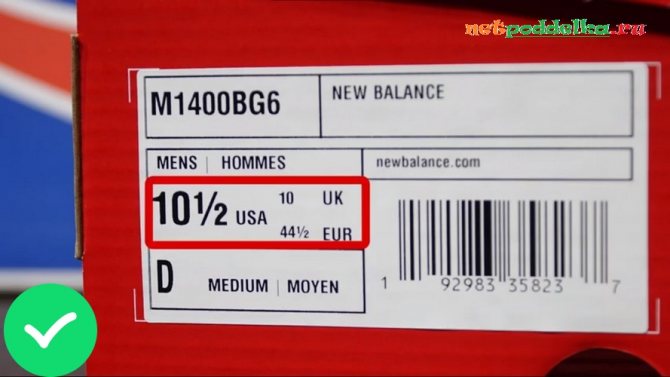 netpoddelka.ru
M1400BG6
NEW BALANCE
MENS | HOMMES
newbalance.com
10½ USA
10 UK
44½ EUR
D
MEDIUM | MOYEN
1 92983 35823 7